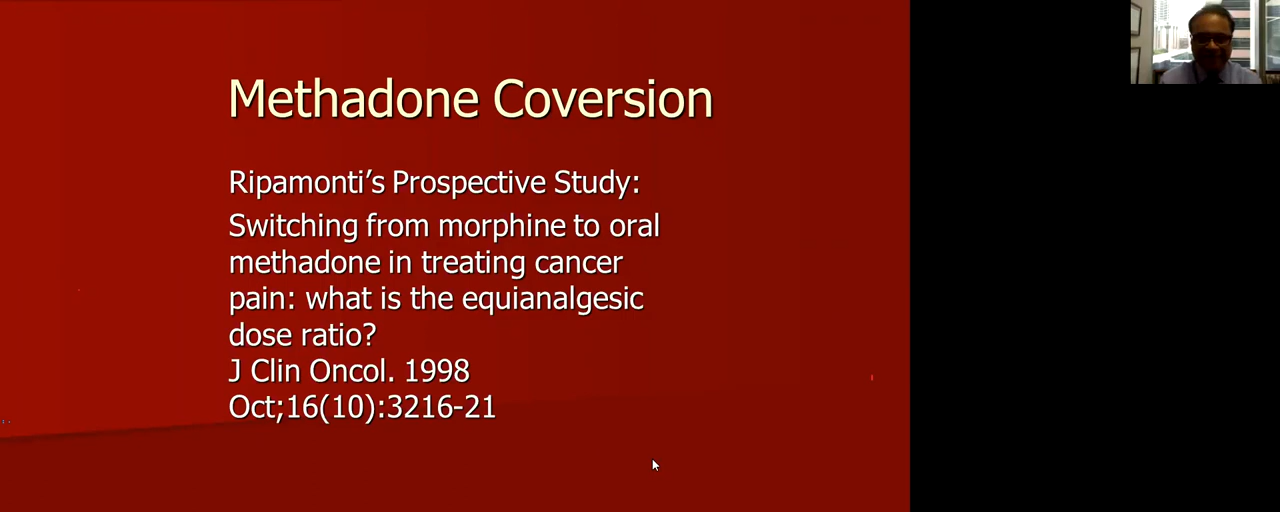 Methadone Coversion
Ripamonti's Prospective Study:
Switching from morphine to oral
methadone in treating cancer
pain: what is the equianalgesic
dose ratio?
J Clin Oncol. 1998
Oct;16(10):3216-21